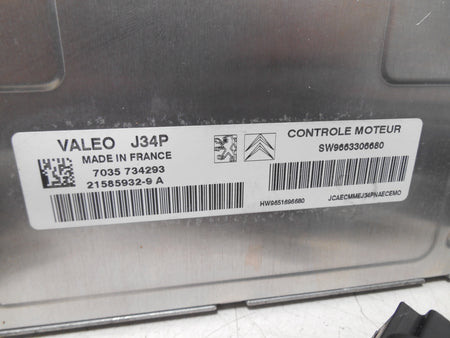 VALEO J34P
MADE IN FRANCE
7035 734293
21585932-9 A
CONTROLE MOTEUR
SW9663306680
HW9651696680
JCAECMMEJ34PNAECEMO